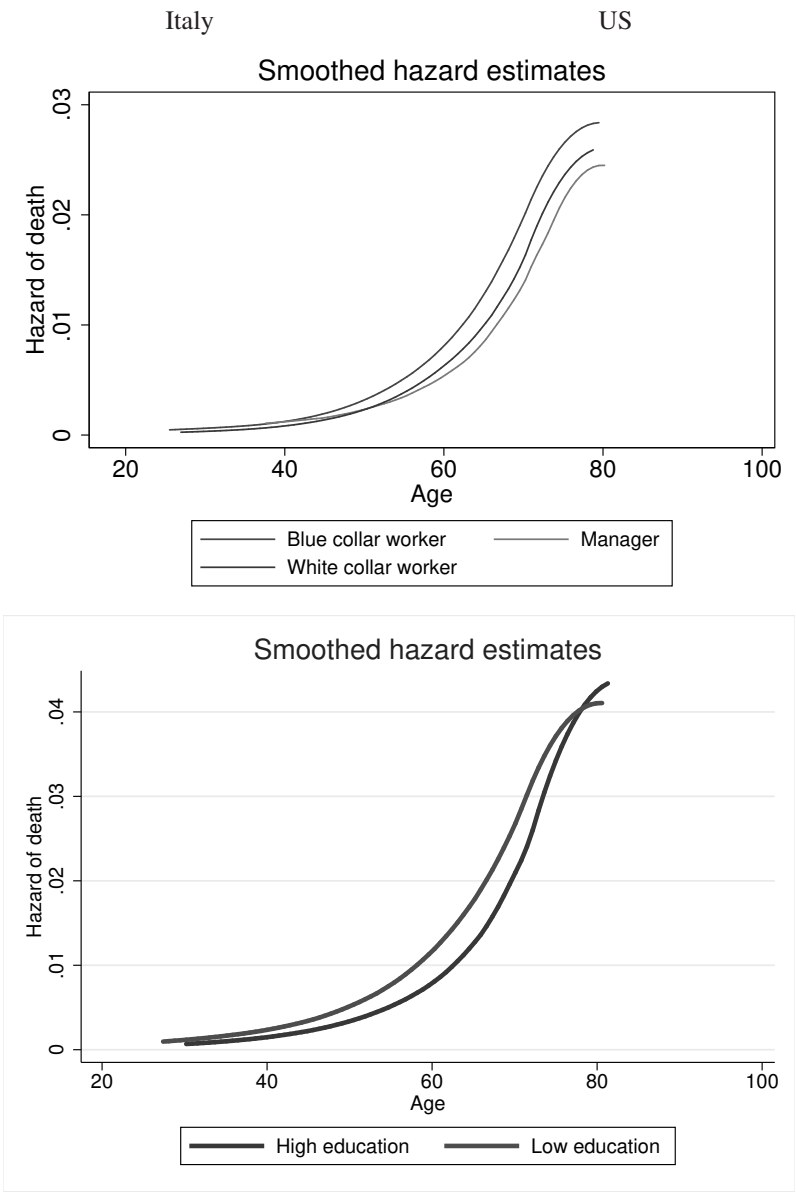 Italy US
Smoothed hazard estimates
Hazard of death
.03
.02
.01
0
20 40 60 80 100
Age
Blue collar worker Manager
White collar worker
Smoothed hazard estimates
Hazard of death
.04
.03
.02
.01
0
20 40 60 80 100
Age
High education Low education